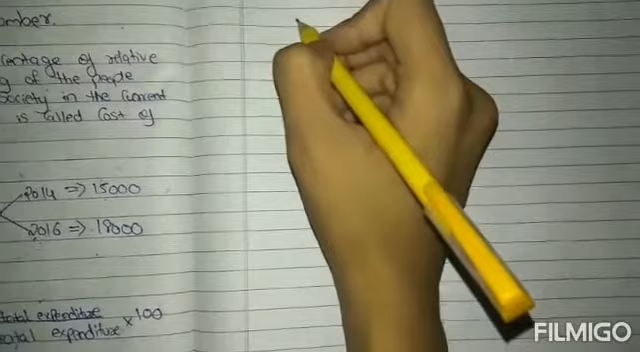 mber.
centage of relative
g of the people
society in the Current
is called Cost of
2014 => 15000
2016 => 18000
total expenditure
total expenditure × 100
FILMIGO